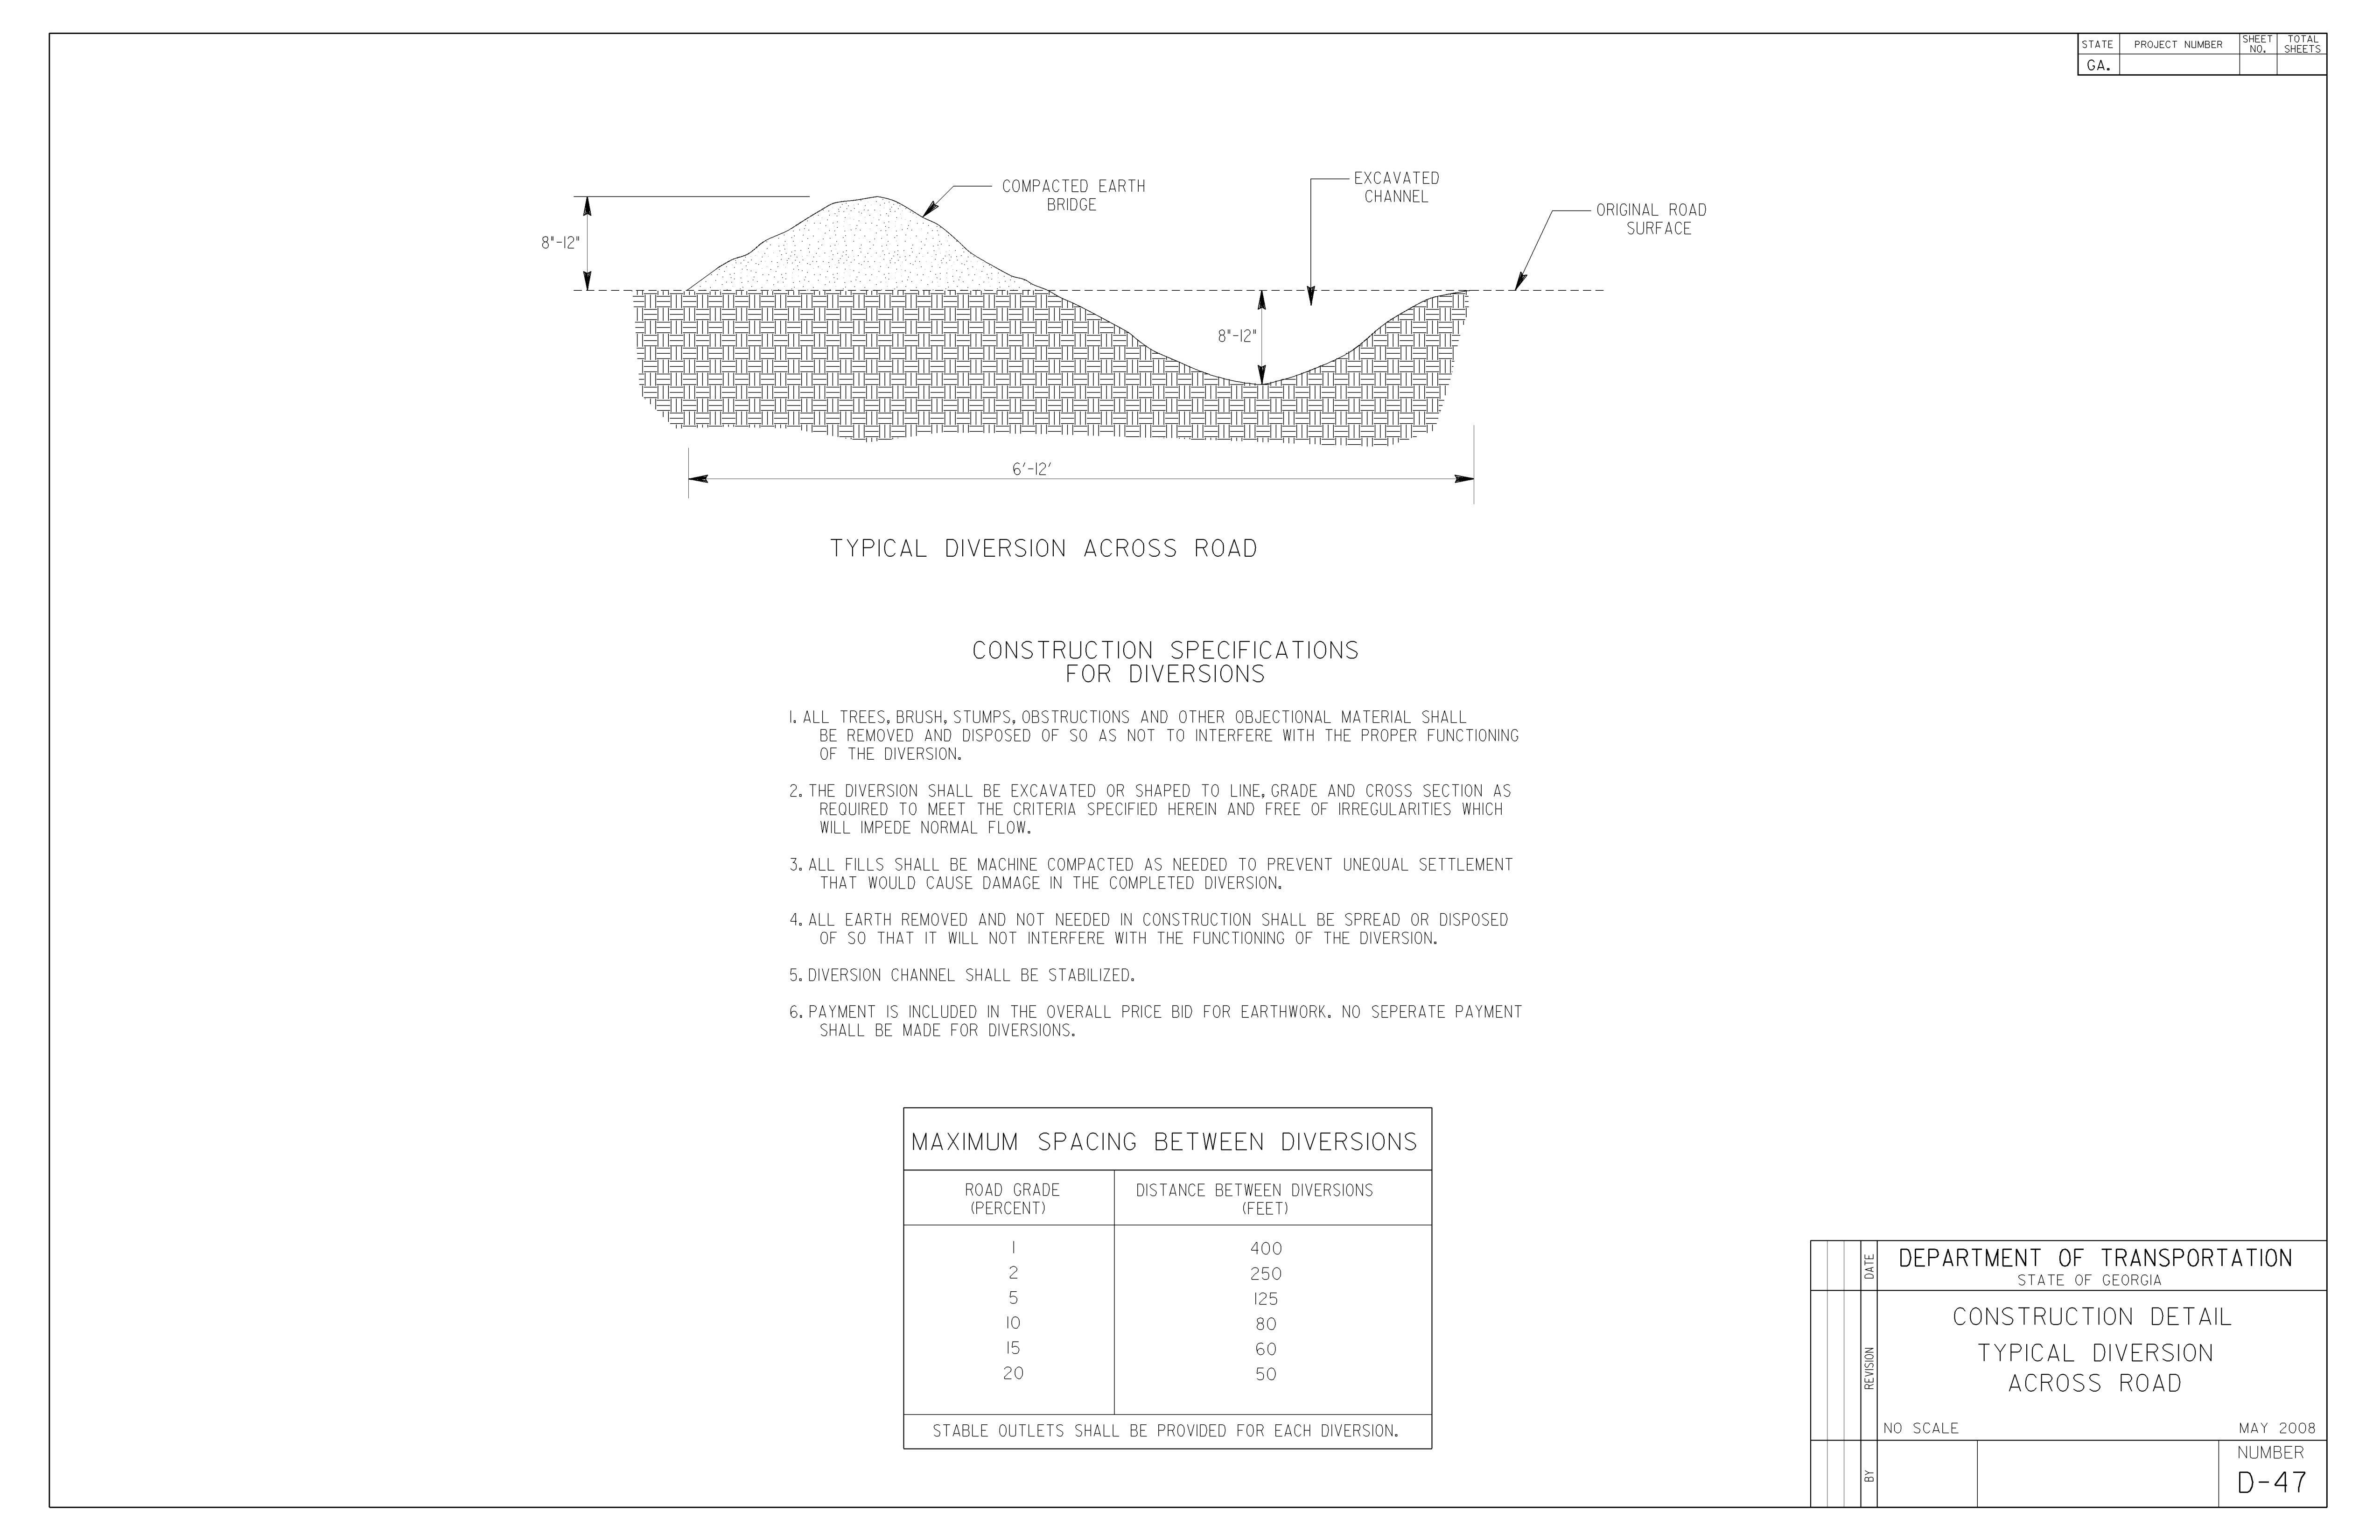 STATE PROJECT NUMBER SHEET NO. TOTAL SHEETS
GA.
COMPACTED EARTH
BRIDGE
EXCAVATED
CHANNEL
ORIGINAL ROAD
SURFACE
8"-12"
8"-12"
6'-12'
TYPICAL DIVERSION ACROSS ROAD
CONSTRUCTION SPECIFICATIONS
FOR DIVERSIONS
1. ALL TREES, BRUSH, STUMPS, OBSTRUCTIONS AND OTHER OBJECTIONAL MATERIAL SHALL
BE REMOVED AND DISPOSED OF SO AS NOT TO INTERFERE WITH THE PROPER FUNCTIONING
OF THE DIVERSION.
2. THE DIVERSION SHALL BE EXCAVATED OR SHAPED TO LINE, GRADE AND CROSS SECTION AS
REQUIRED TO MEET THE CRITERIA SPECIFIED HEREIN AND FREE OF IRREGULARITIES WHICH
WILL IMPEDE NORMAL FLOW.
3. ALL FILLS SHALL BE MACHINE COMPACTED AS NEEDED TO PREVENT UNEQUAL SETTLEMENT
THAT WOULD CAUSE DAMAGE IN THE COMPLETED DIVERSION.
4. ALL EARTH REMOVED AND NOT NEEDED IN CONSTRUCTION SHALL BE SPREAD OR DISPOSED
OF SO THAT IT WILL NOT INTERFERE WITH THE FUNCTIONING OF THE DIVERSION.
5. DIVERSION CHANNEL SHALL BE STABILIZED.
6. PAYMENT IS INCLUDED IN THE OVERALL PRICE BID FOR EARTHWORK. NO SEPERATE PAYMENT
SHALL BE MADE FOR DIVERSIONS.
MAXIMUM SPACING BETWEEN DIVERSIONS
ROAD GRADE (PERCENT) DISTANCE BETWEEN DIVERSIONS (FEET)
1 400
2 250
5 125
10 80
15 60
20 50
STABLE OUTLETS SHALL BE PROVIDED FOR EACH DIVERSION.
DATE
REVISION
BY
DEPARTMENT OF TRANSPORTATION
STATE OF GEORGIA
CONSTRUCTION DETAIL
TYPICAL DIVERSION
ACROSS ROAD
NO SCALE MAY 2008
NUMBER
D-47